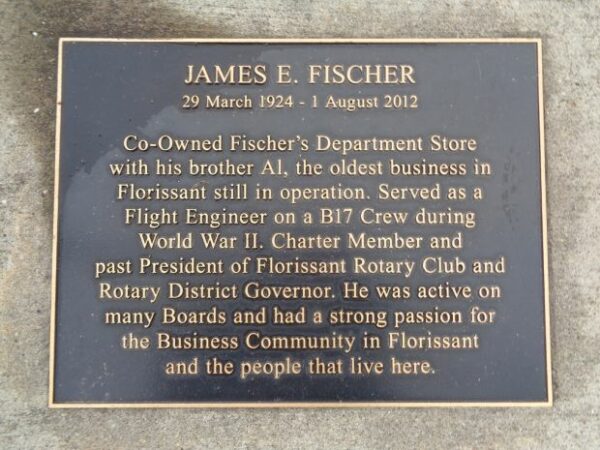 JAMES E. FISCHER
29 March 1924 - 1 August 2012
Co-Owned Fischer's Department Store
with his brother Al, the oldest business in
Florissant still in operation. Served as a
Flight Engineer on a B17 Crew during
World War II. Charter Member and
past President of Florissant Rotary Club and
Rotary District Governor. He was active on
many Boards and had a strong passion for
the Business Community in Florissant
and the people that live here.